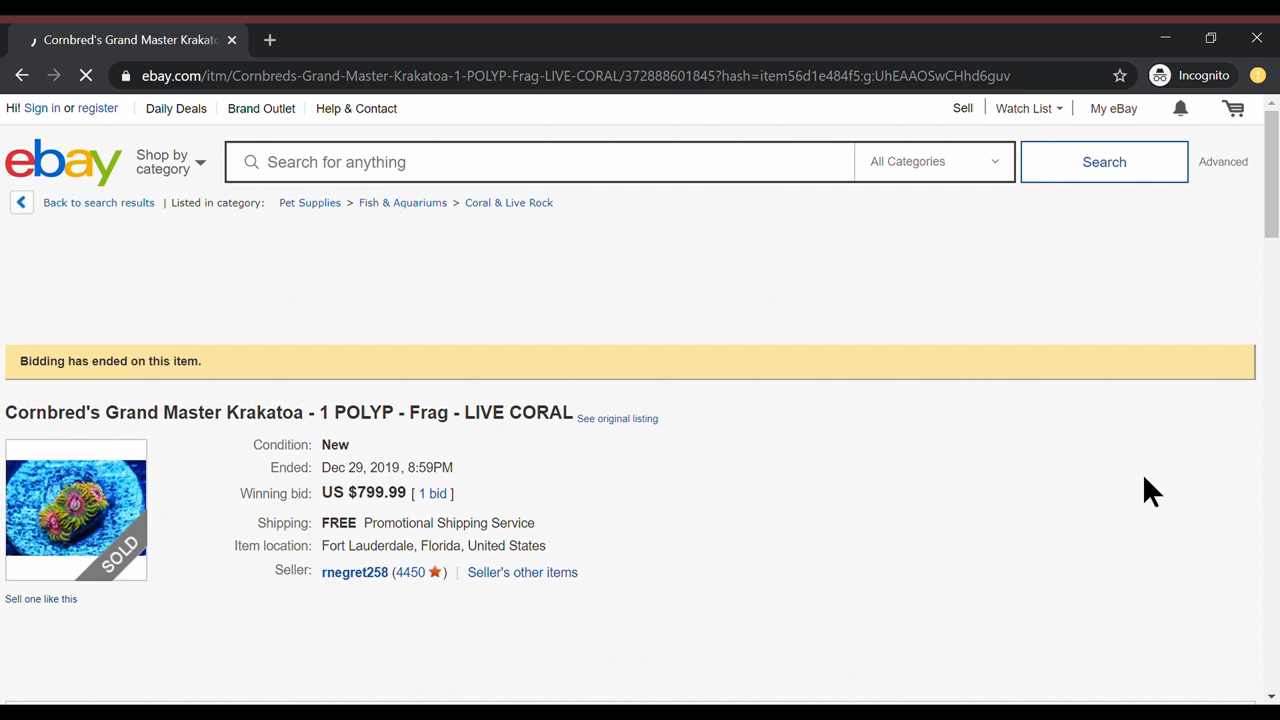 Cornbred's Grand Master Krakato
ebay.com/itm/Cornbreds-Grand-Master-Krakatoa-1-POLYP-Frag-LIVE-CORAL/372888601845?hash=item56d1e484f5:g:UhEAAOSwCHhd6guv
Incognito
Hi! Sign in or register Daily Deals Brand Outlet Help & Contact Sell Watch List My eBay
ebay Shop by category Search for anything All Categories Search Advanced
Back to search results | Listed in category: Pet Supplies > Fish & Aquariums > Coral & Live Rock
Bidding has ended on this item.
Cornbred's Grand Master Krakatoa - 1 POLYP - Frag - LIVE CORAL See original listing
Condition: New
Ended: Dec 29, 2019 , 8:59PM
Winning bid: US $799.99 [ 1 bid ]
Shipping: FREE Promotional Shipping Service
Item location: Fort Lauderdale, Florida, United States
Seller: rnegret258 (4450 ) | Seller's other items
SOLD
Sell one like this